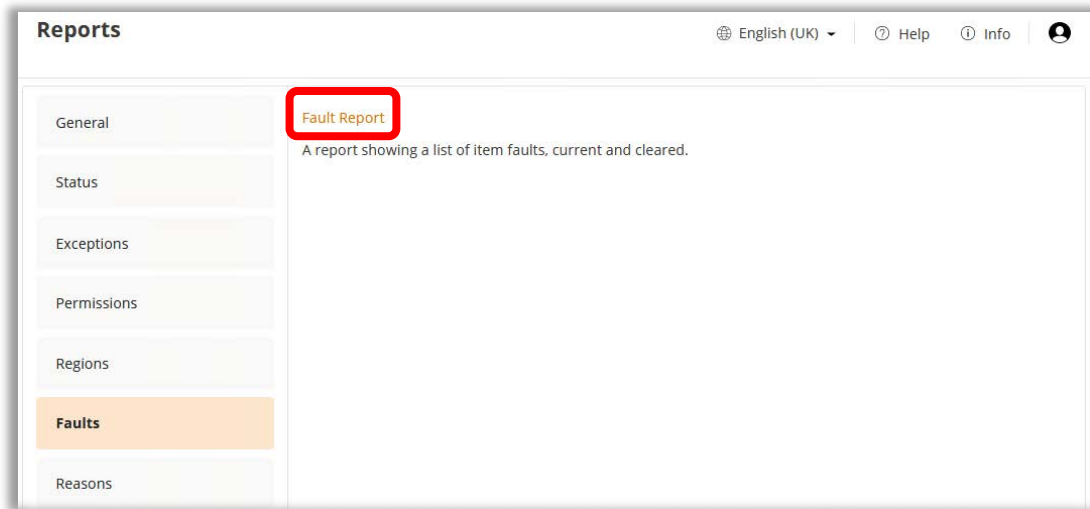 Reports
English (UK)
Help
Info
General
Status
Exceptions
Permissions
Regions
Faults
Reasons
Fault Report
A report showing a list of item faults, current and cleared.